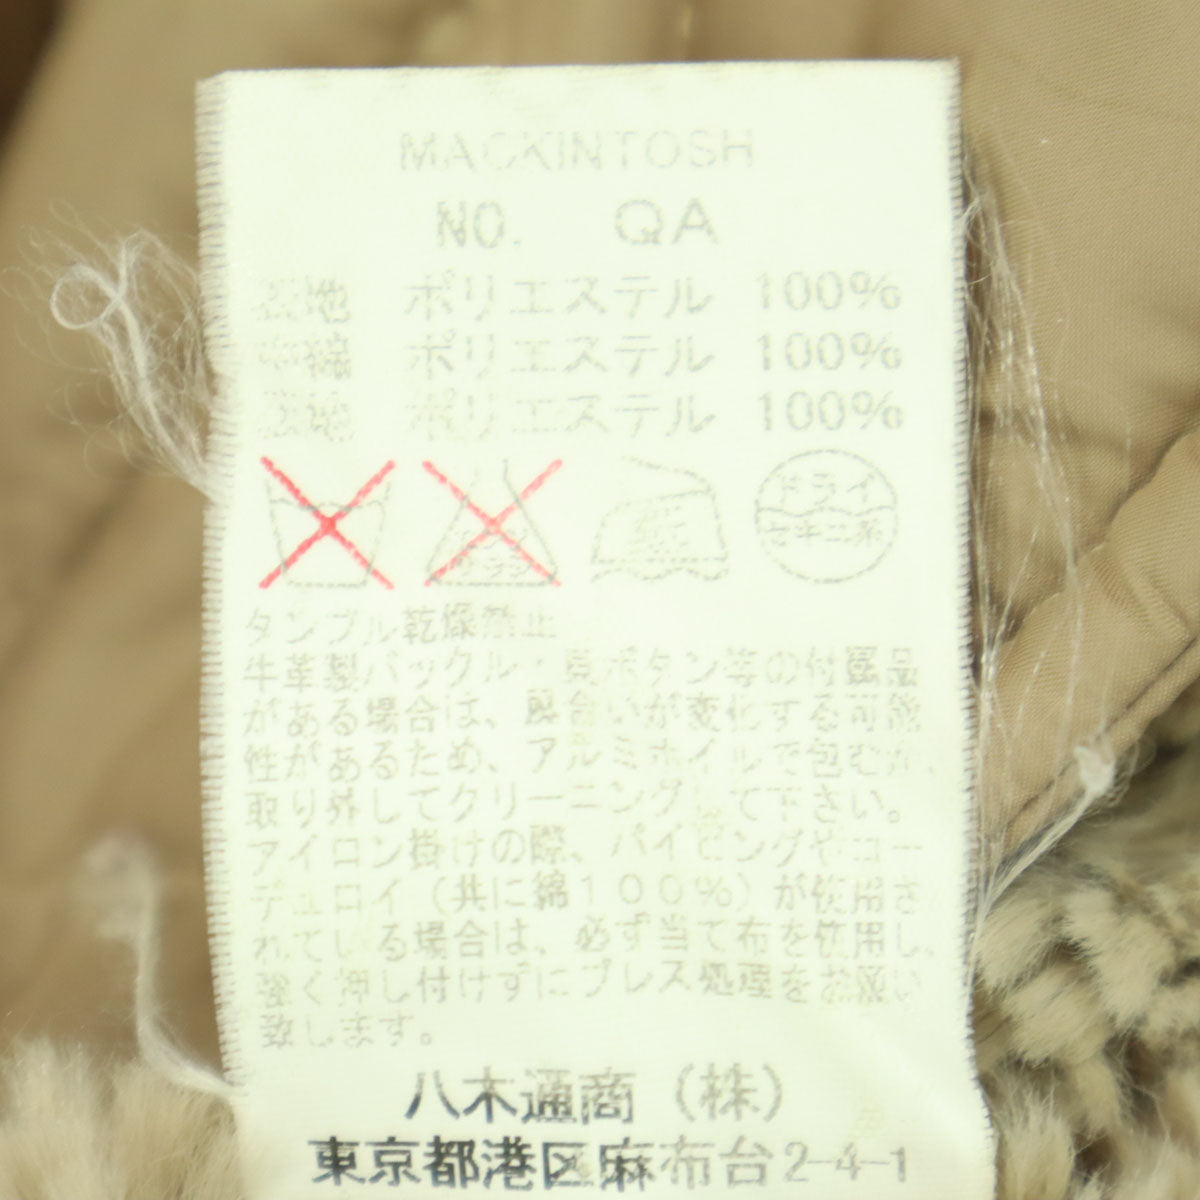 MACKINTOSH
NO. QA
表地 ポリエステル 100%
中綿 ポリエステル 100%
裏地 ポリエステル 100%
ドライ
セキユ系
タンブル乾燥禁止
牛革製バックル・貝ボタン等の付属品
がある場合は、風合いが変化する可能
性があるため、アルミホイルで包むか、
取り外してクリーニングして下さい。
アイロン掛けの際、パイピングやコー
デュロイ(共に綿100%)が使用さ
れている場合は、必ず当て布を使用し、
強く押し付けずにプレス処理をお願い
致します。
八木通商(株)
東京都港区麻布台2-4-1